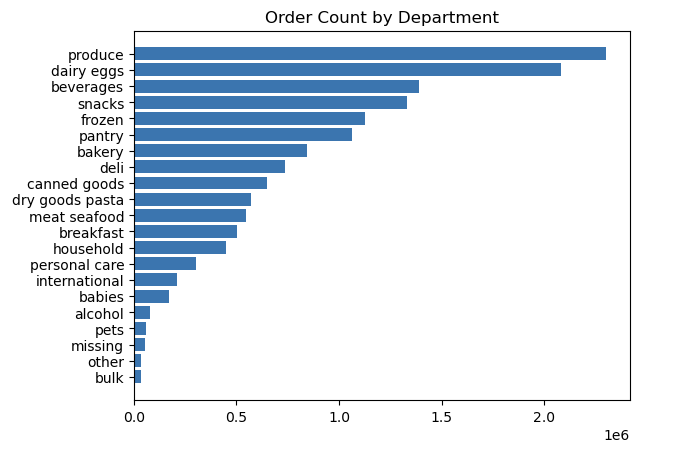 Order Count by Department
produce
dairy eggs
beverages
snacks
frozen
pantry
bakery
deli
canned goods
dry goods pasta
meat seafood
breakfast
household
personal care
international
babies
alcohol
pets
missing
other
bulk
0.0 0.5 1.0 1.5 2.0
1e6